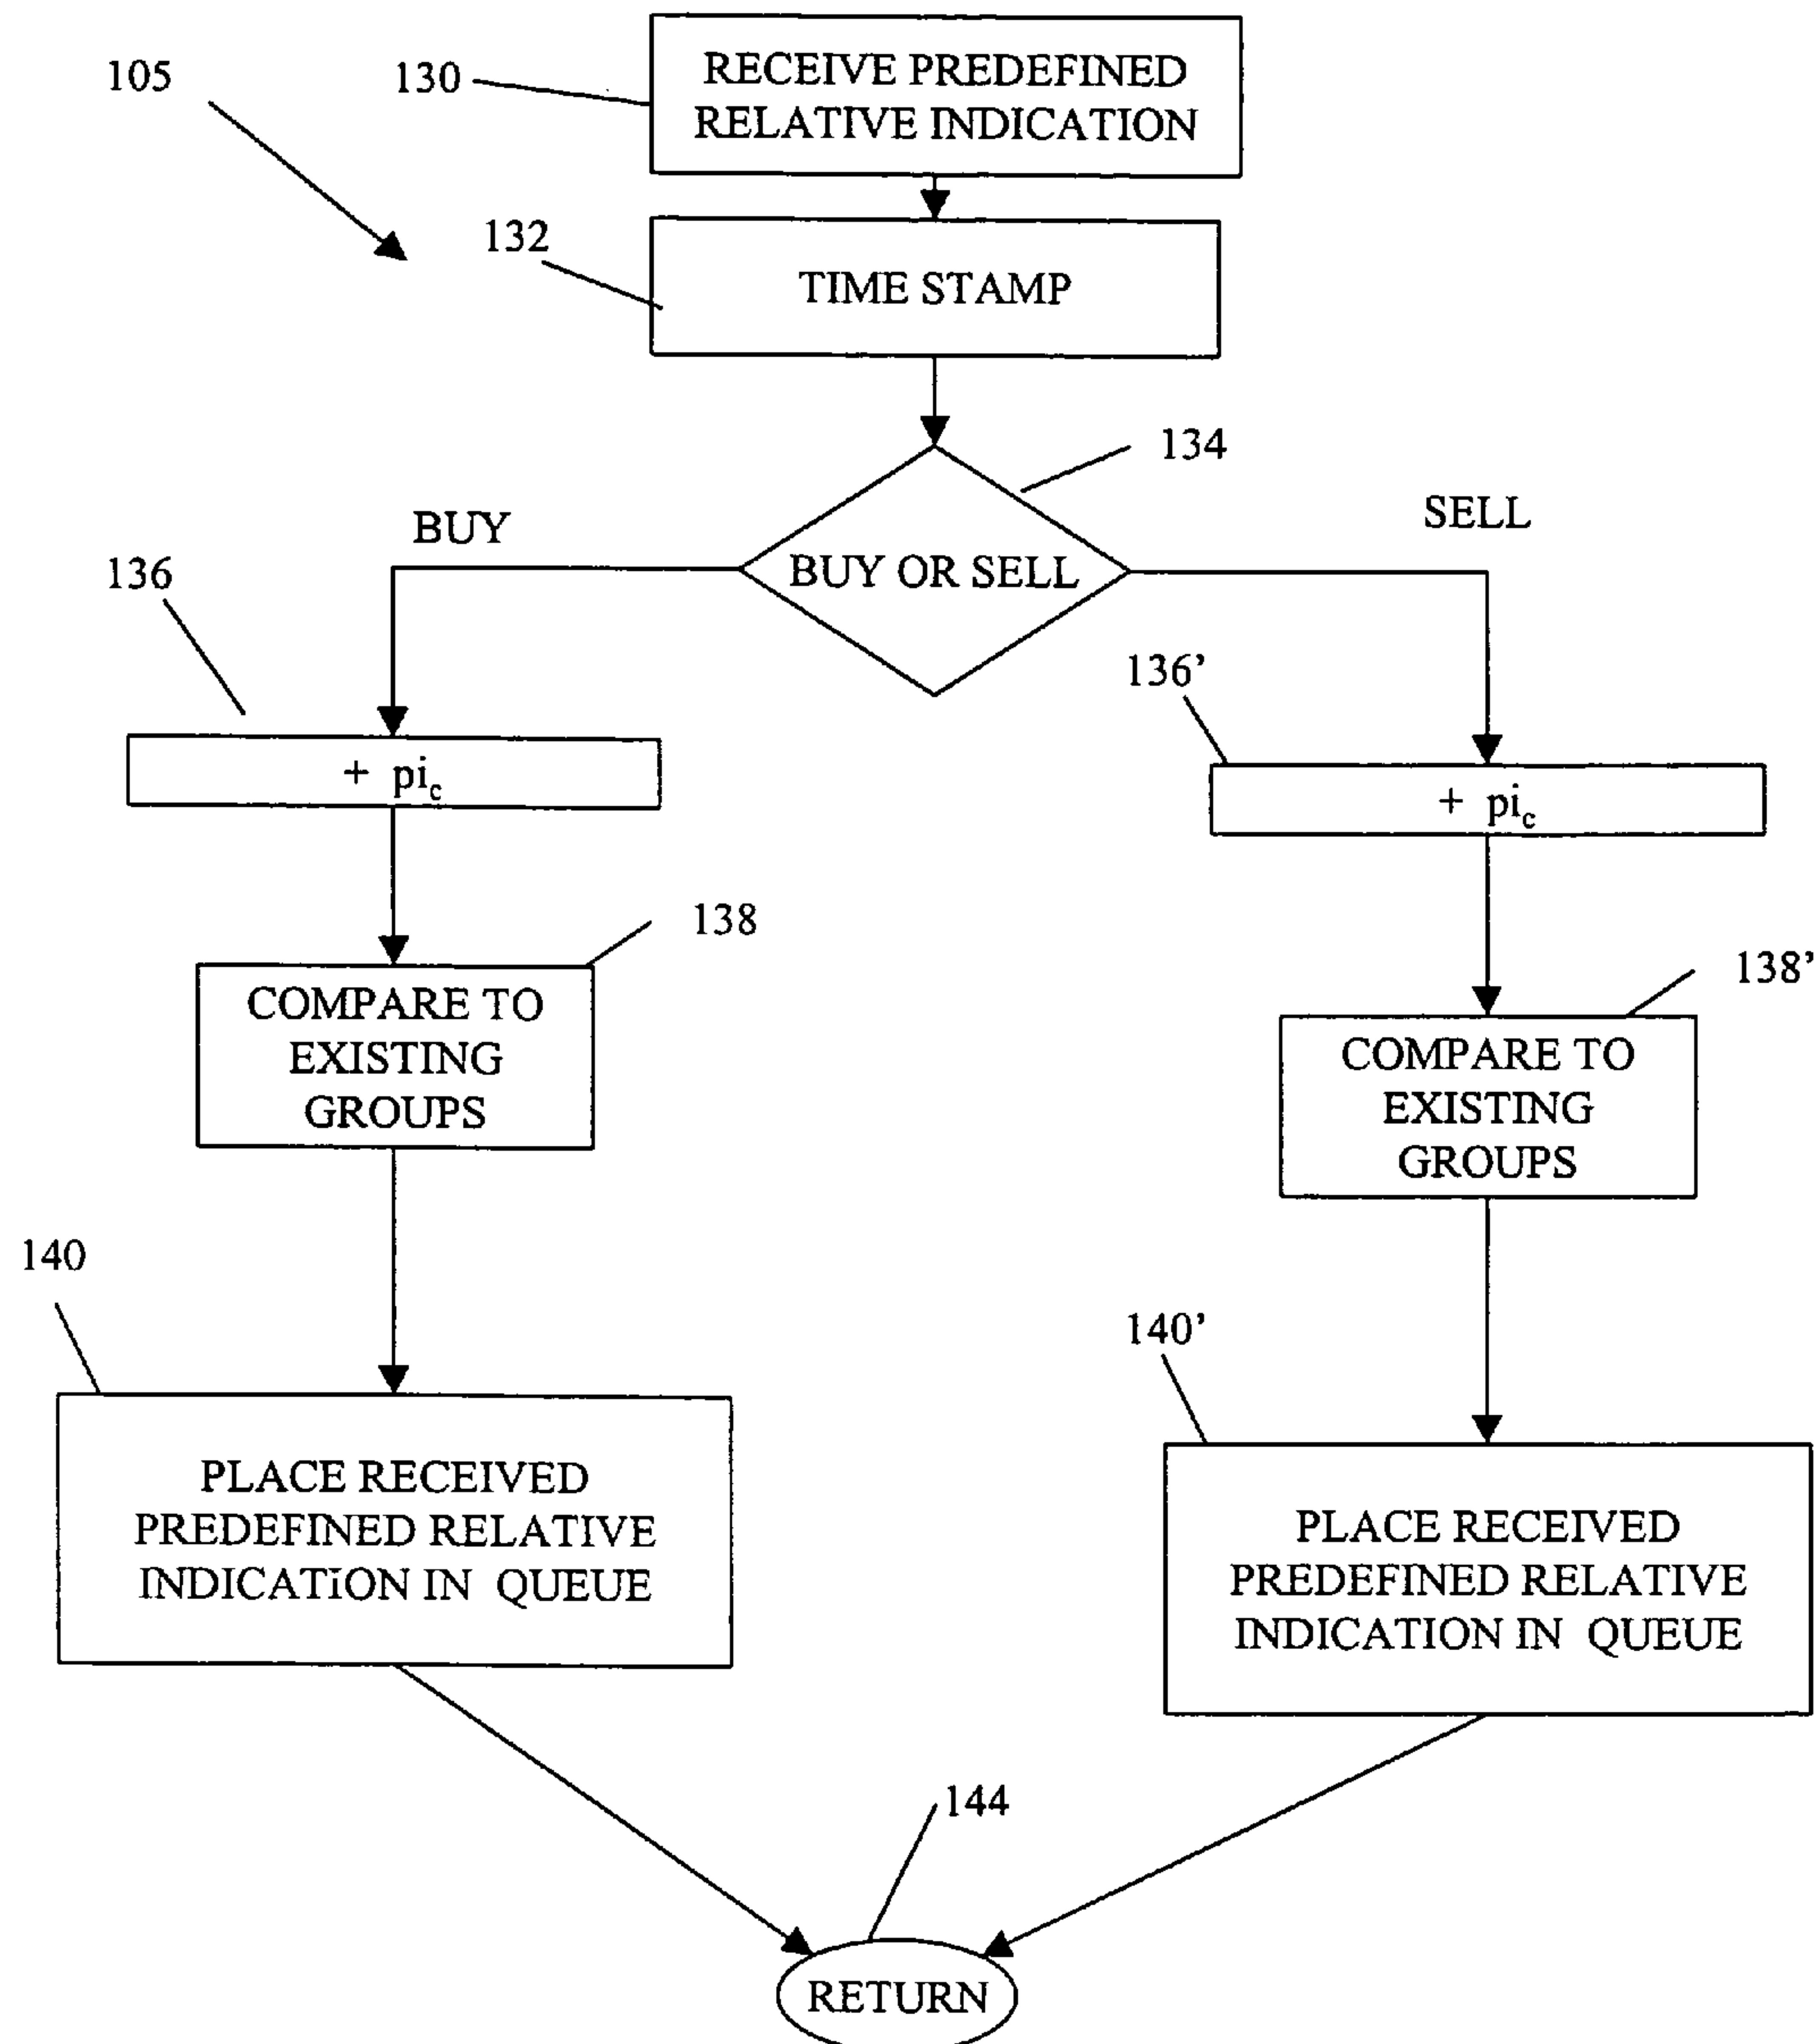 105
130
RECEIVE PREDEFINED
RELATIVE INDICATION
132
TIME STAMP
134
BUY
SELL
BUY OR SELL
136
136’
+ pi_c
+ pi_c
138
138’
COMPARE TO
EXISTING
GROUPS
COMPARE TO
EXISTING
GROUPS
140
140’
PLACE RECEIVED
PREDEFINED RELATIVE
INDICATION IN QUEUE
PLACE RECEIVED
PREDEFINED RELATIVE
INDICATION IN QUEUE
144
RETURN